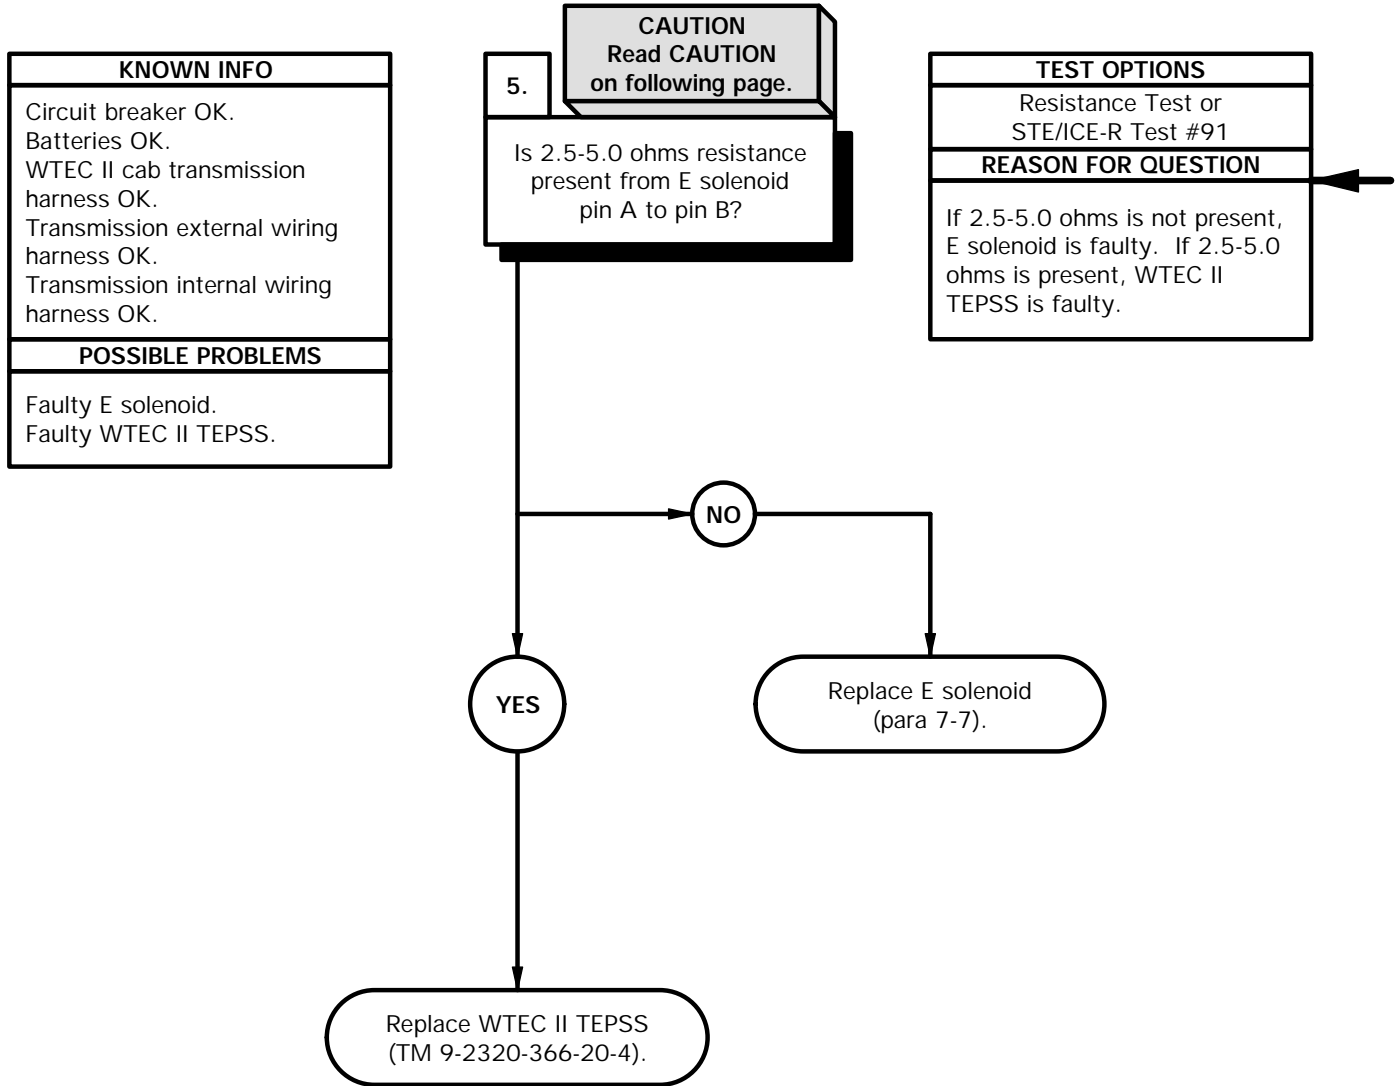 KNOWN INFO
Circuit breaker OK.
Batteries OK.
WTEC II cab transmission
harness OK.
Transmission external wiring
harness OK.
Transmission internal wiring
harness OK.
POSSIBLE PROBLEMS
Faulty E solenoid.
Faulty WTEC II TEPSS.
CAUTION
Read CAUTION
on following page.
5.
Is 2.5-5.0 ohms resistance
present from E solenoid
pin A to pin B?
TEST OPTIONS
Resistance Test or
STE/ICE-R Test #91
REASON FOR QUESTION
If 2.5-5.0 ohms is not present,
E solenoid is faulty.  If 2.5-5.0
ohms is present, WTEC II
TEPSS is faulty.
NO
YES
Replace E solenoid
(para 7-7).
Replace WTEC II TEPSS
(TM 9-2320-366-20-4).